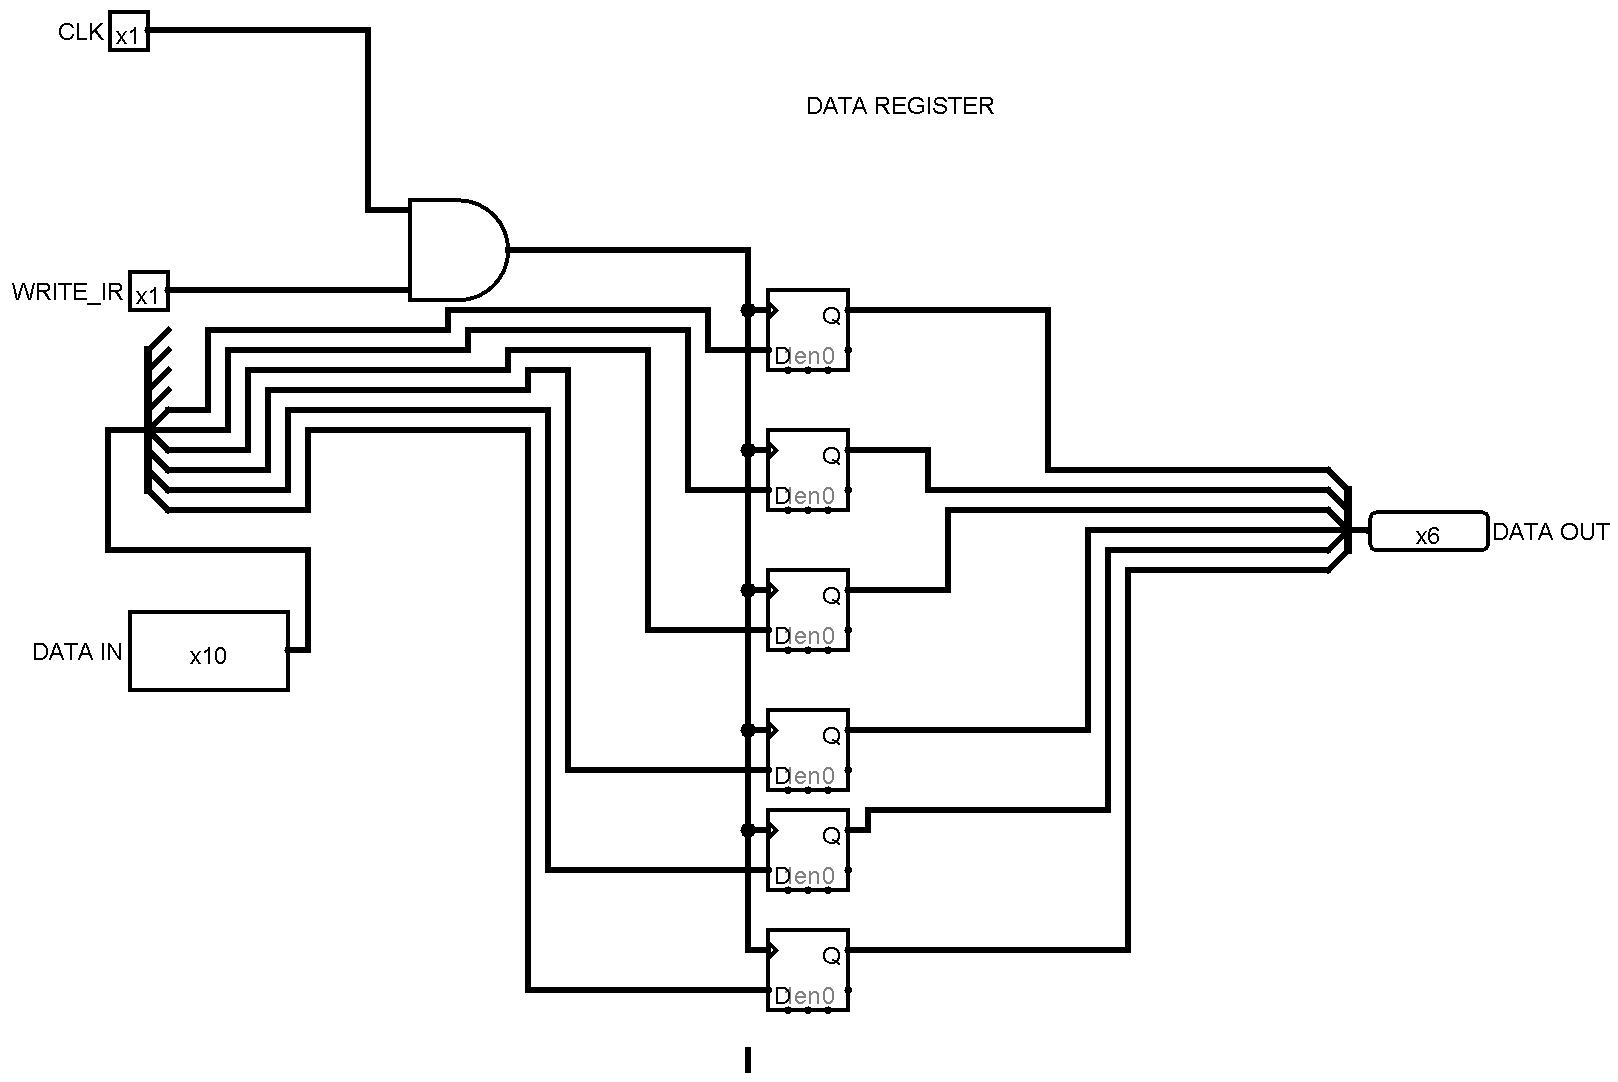 CLK x1
DATA REGISTER
WRITE_IR x1
Q
D en0
Q
D en0
x6 DATA OUT
Q
D en0
DATA IN x10
Q
D en0
Q
D en0
Q
D en0